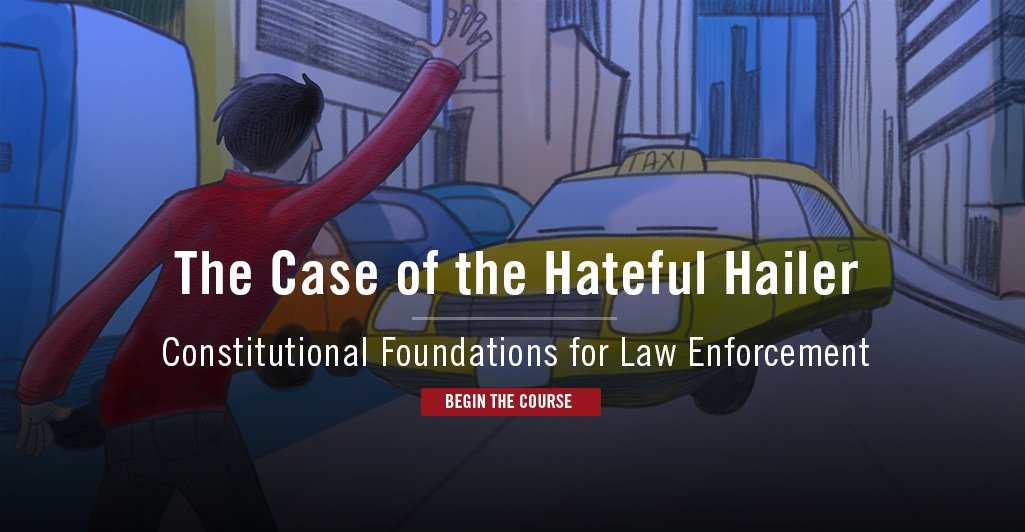 TAXI
The Case of the Hateful Hailer
Constitutional Foundations for Law Enforcement
BEGIN THE COURSE